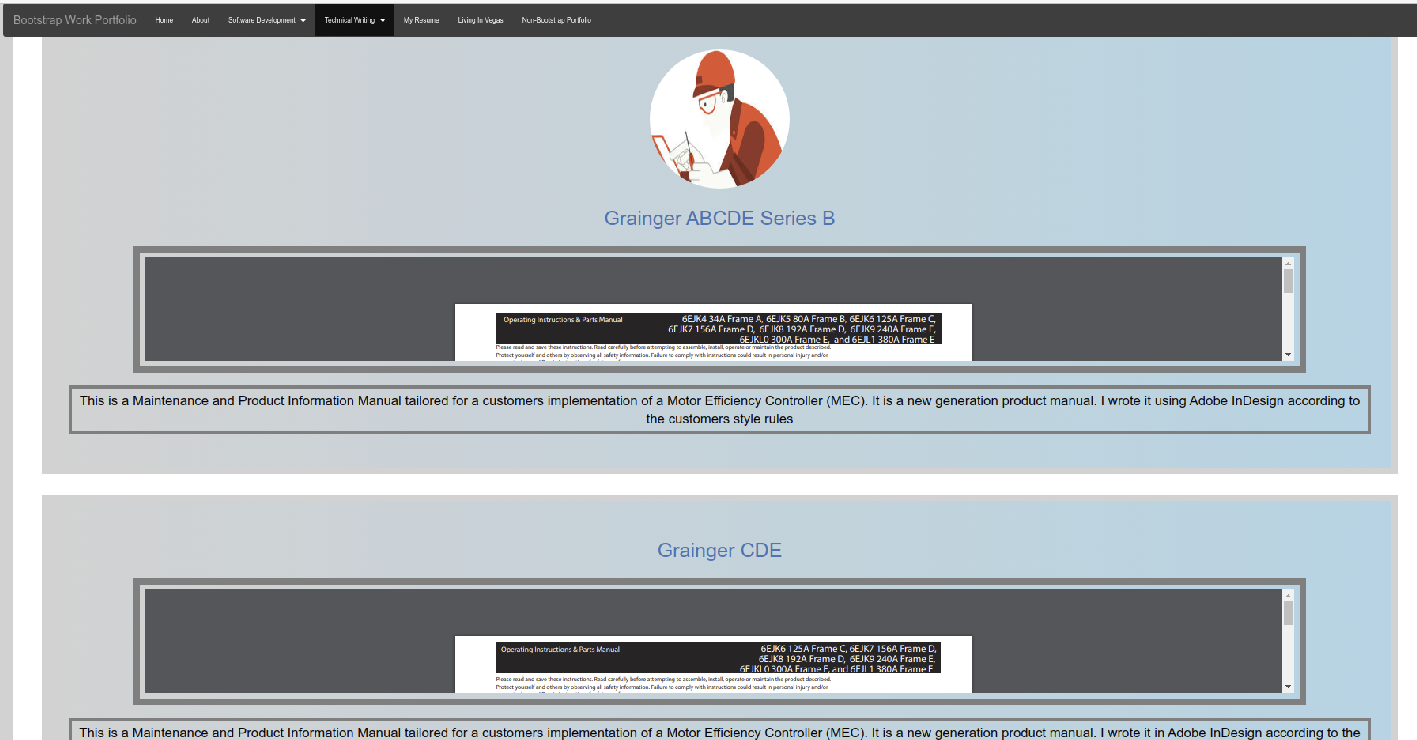 Bootstrap Work Portfolio Home About Software Development Technical Writing My Resume Living In Vegas Non-Bootstrap Portfolio
Grainger ABCDE Series B
Operating Instructions & Parts Manual
6EJK4 34A Frame A, 6EJK5 80A Frame B, 6EJK6 125A Frame C,
6EJK7 156A Frame D, 6EJK8 192A Frame D, 6EJK9 240A Frame E,
6EJKL0 300A Frame E, and 6EJL1 380A Frame E
Please read and save these instructions. Read carefully before attempting to assemble, install, operate or maintain the product described.
Protect yourself and others by observing all safety information. Failure to comply with instructions could result in personal injury and/or
This is a Maintenance and Product Information Manual tailored for a customers implementation of a Motor Efficiency Controller (MEC). It is a new generation product manual. I wrote it using Adobe InDesign according to
the customers style rules
Grainger CDE
Operating Instructions & Parts Manual
6EJK6 125A Frame C, 6EJK7 156A Frame D,
6EJK8 192A Frame D, 6EJK9 240A Frame E,
6EJKL0 300A Frame E, and 6EJL1 380A Frame E
Please read and save these instructions. Read carefully before attempting to assemble, install, operate or maintain the product described.
Protect yourself and others by observing all safety information. Failure to comply with instructions could result in personal injury and/or
This is a Maintenance and Product Information Manual tailored for a customers implementation of a Motor Efficiency Controller (MEC). It is a new generation product manual. I wrote it in Adobe InDesign according to the